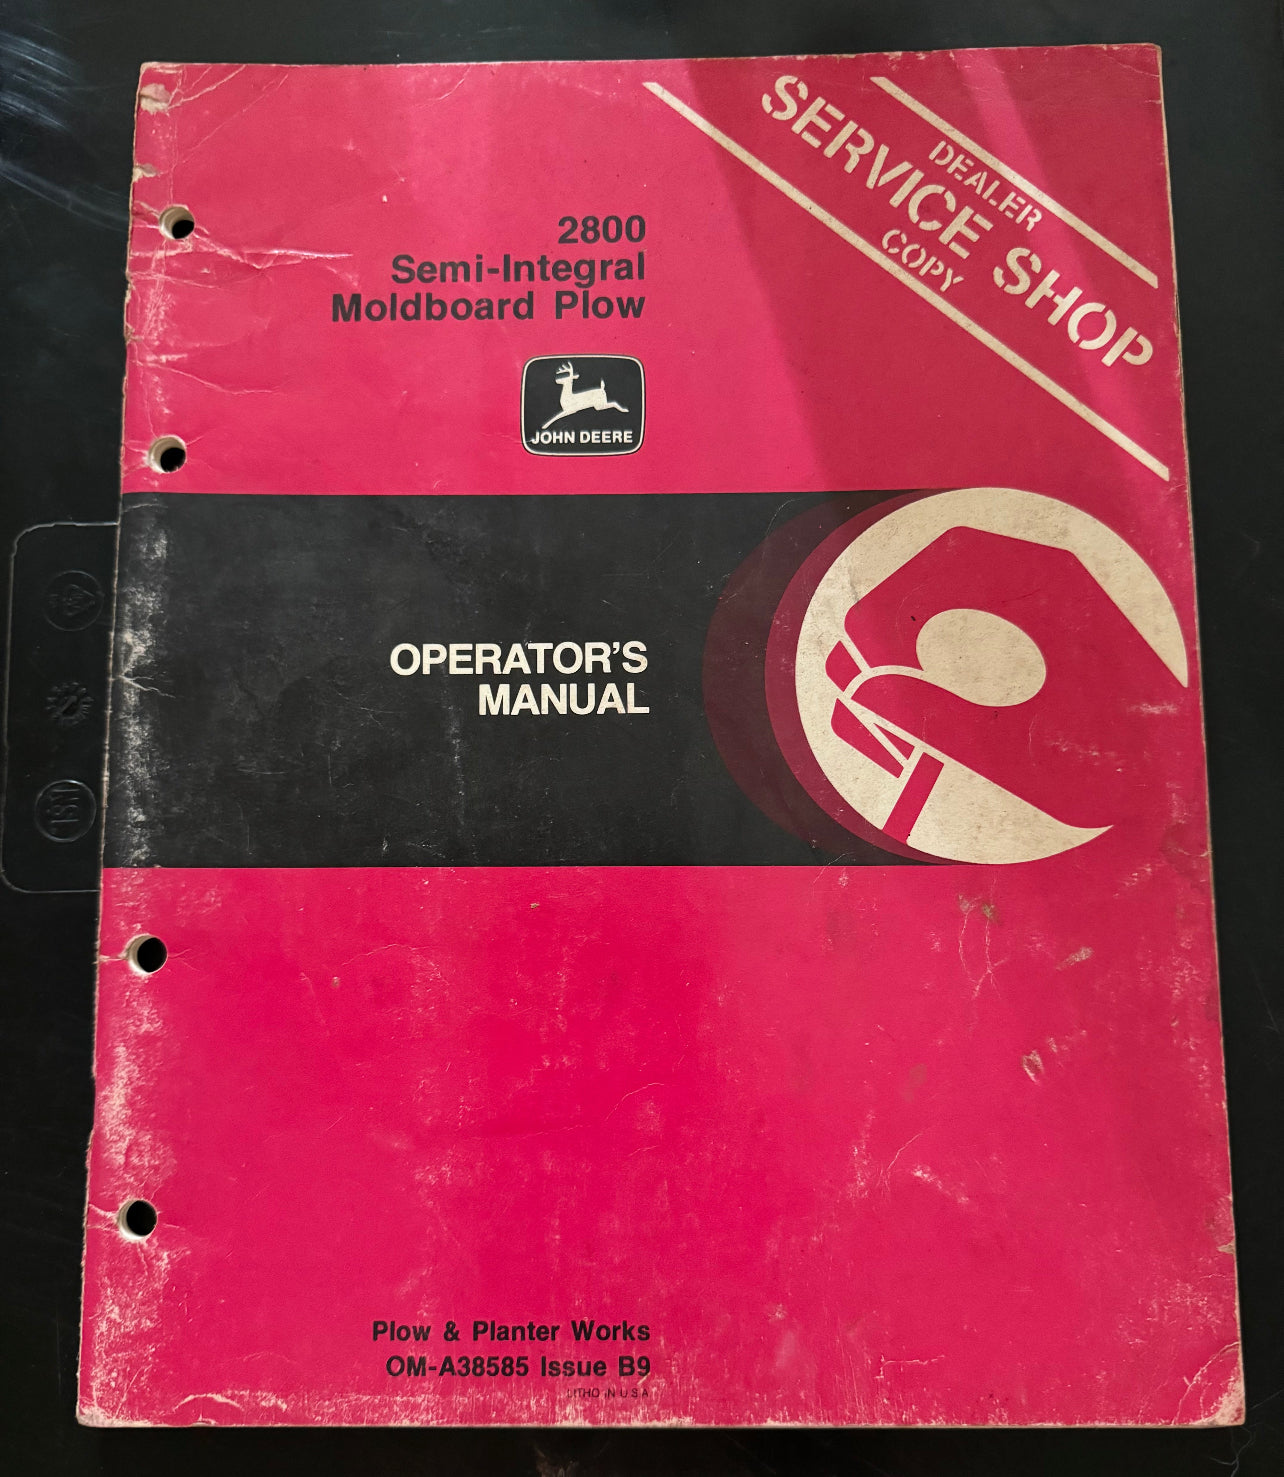 DEALER
SERVICE SHOP
COPY
2800
Semi-Integral
Moldboard Plow
JOHN DEERE
OPERATOR'S
MANUAL
Plow & Planter Works
OM-A38585 Issue B9
LITHO IN U S A